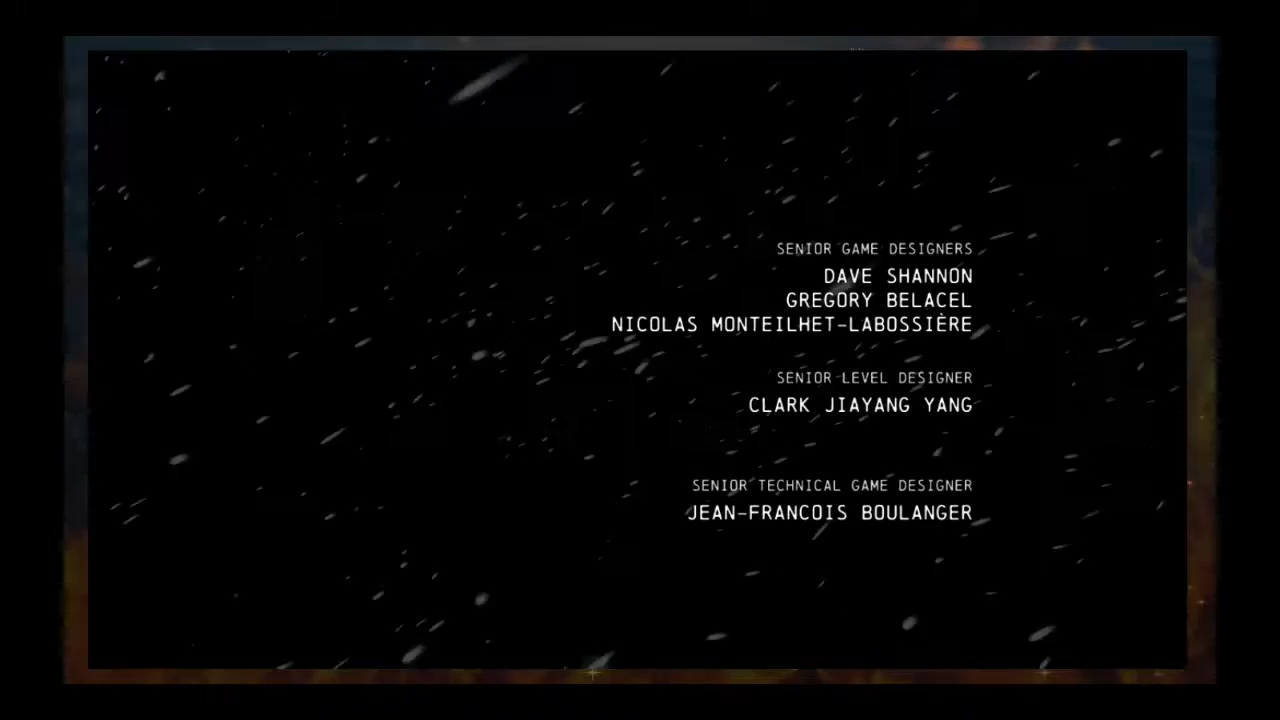 SENIOR GAME DESIGNERS
DAVE SHANNON
GREGORY BELACEL
NICOLAS MONTEILHET-LABOSSIÈRE
SENIOR LEVEL DESIGNER
CLARK JIAYANG YANG
SENIOR TECHNICAL GAME DESIGNER
JEAN-FRANCOIS BOULANGER